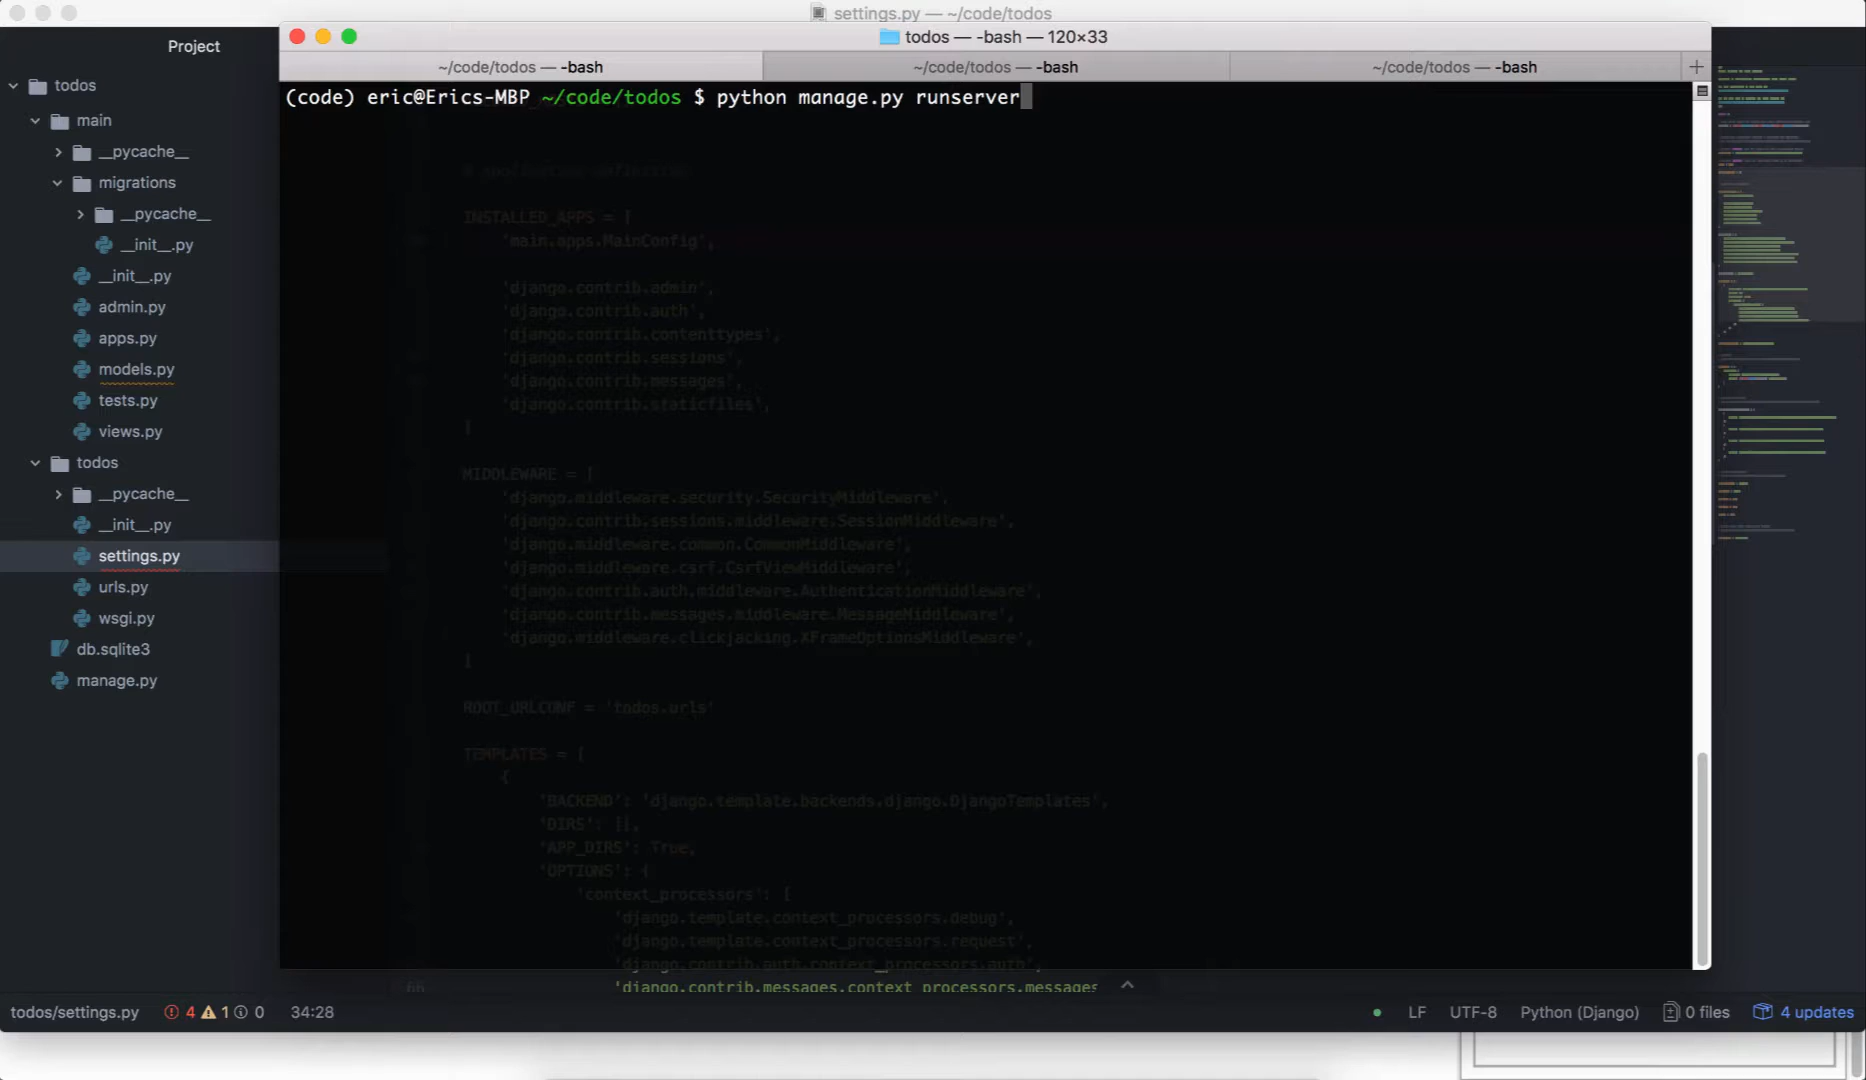 settings.py — ~/code/todos
Project
todos — -bash — 120×33
~/code/todos — -bash
~/code/todos — -bash
~/code/todos — -bash
(code) eric@Erics-MBP ~/code/todos $ python manage.py runserver
todos
main
__pycache__
migrations
__pycache__
__init__.py
__init__.py
admin.py
apps.py
models.py
tests.py
views.py
todos
__pycache__
__init__.py
settings.py
urls.py
wsgi.py
db.sqlite3
manage.py
INSTALLED_APPS = [
'main.apps.MainConfig',
'django.contrib.admin',
'django.contrib.auth',
'django.contrib.contenttypes',
'django.contrib.sessions',
'django.contrib.messages',
'django.contrib.staticfiles',
]
MIDDLEWARE = [
'django.middleware.security.SecurityMiddleware',
'django.contrib.sessions.middleware.SessionMiddleware',
'django.middleware.common.CommonMiddleware',
'django.middleware.csrf.CsrfViewMiddleware',
'django.contrib.auth.middleware.AuthenticationMiddleware',
'django.contrib.messages.middleware.MessageMiddleware',
'django.middleware.clickjacking.XFrameOptionsMiddleware',
]
ROOT_URLCONF = 'todos.urls'
TEMPLATES = [
{
'BACKEND': 'django.template.backends.django.DjangoTemplates',
'DIRS': [],
'APP_DIRS': True,
'OPTIONS': {
'context_processors': [
'django.template.context_processors.debug',
'django.template.context_processors.request',
'django.contrib.auth.context_processors.auth',
66 'django.contrib.messages.context_processors.messages
todos/settings.py 4 1 0 34:28 LF UTF-8 Python (Django) 0 files 4 updates